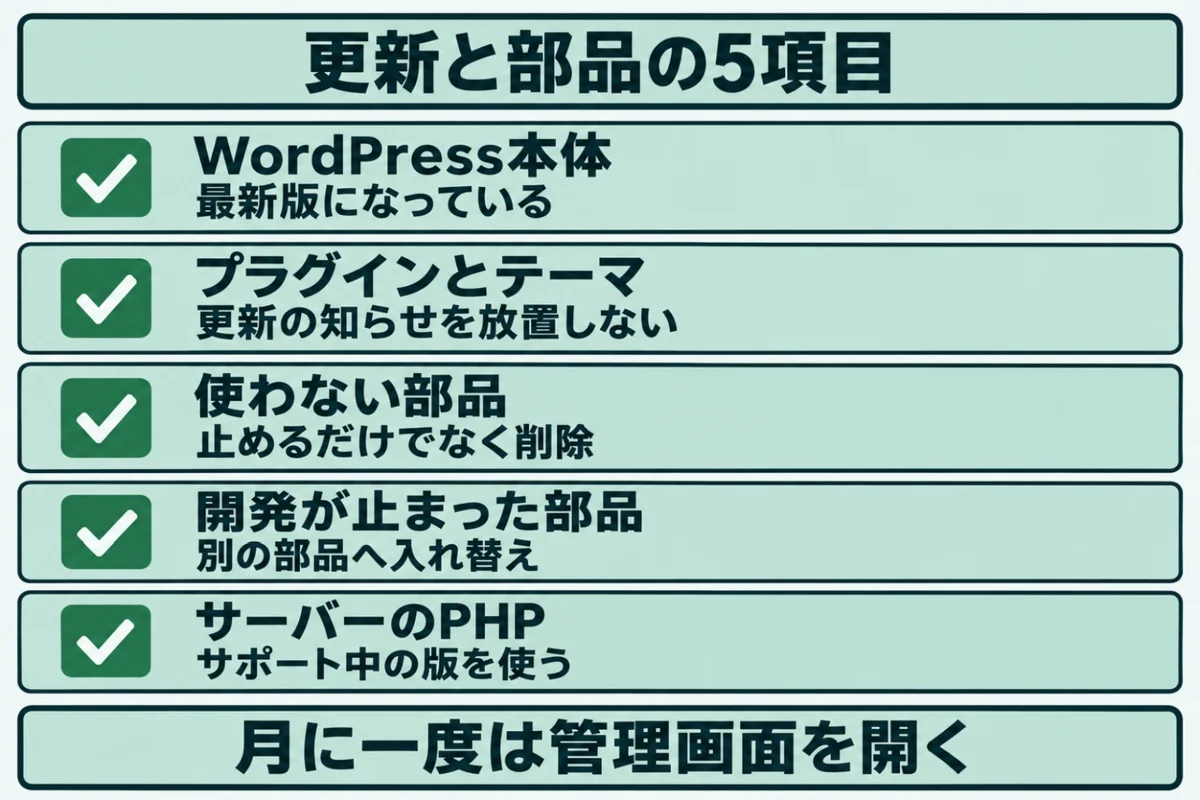 更新と部品の5項目
WordPress本体
最新版になっている
プラグインとテーマ
更新の知らせを放置しない
使わない部品
止めるだけでなく削除
開発が止まった部品
別の部品へ入れ替え
サーバーのPHP
サポート中の版を使う
月に一度は管理画面を開く